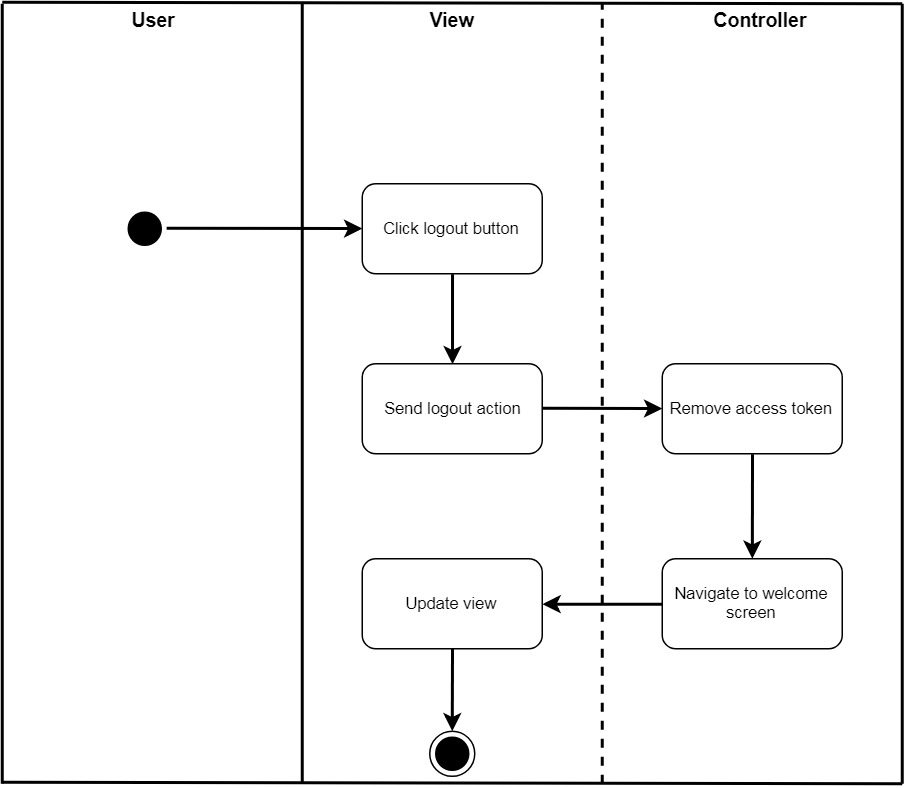 User
View
Controller
Click logout button
Send logout action
Remove access token
Update view
Navigate to welcome
screen